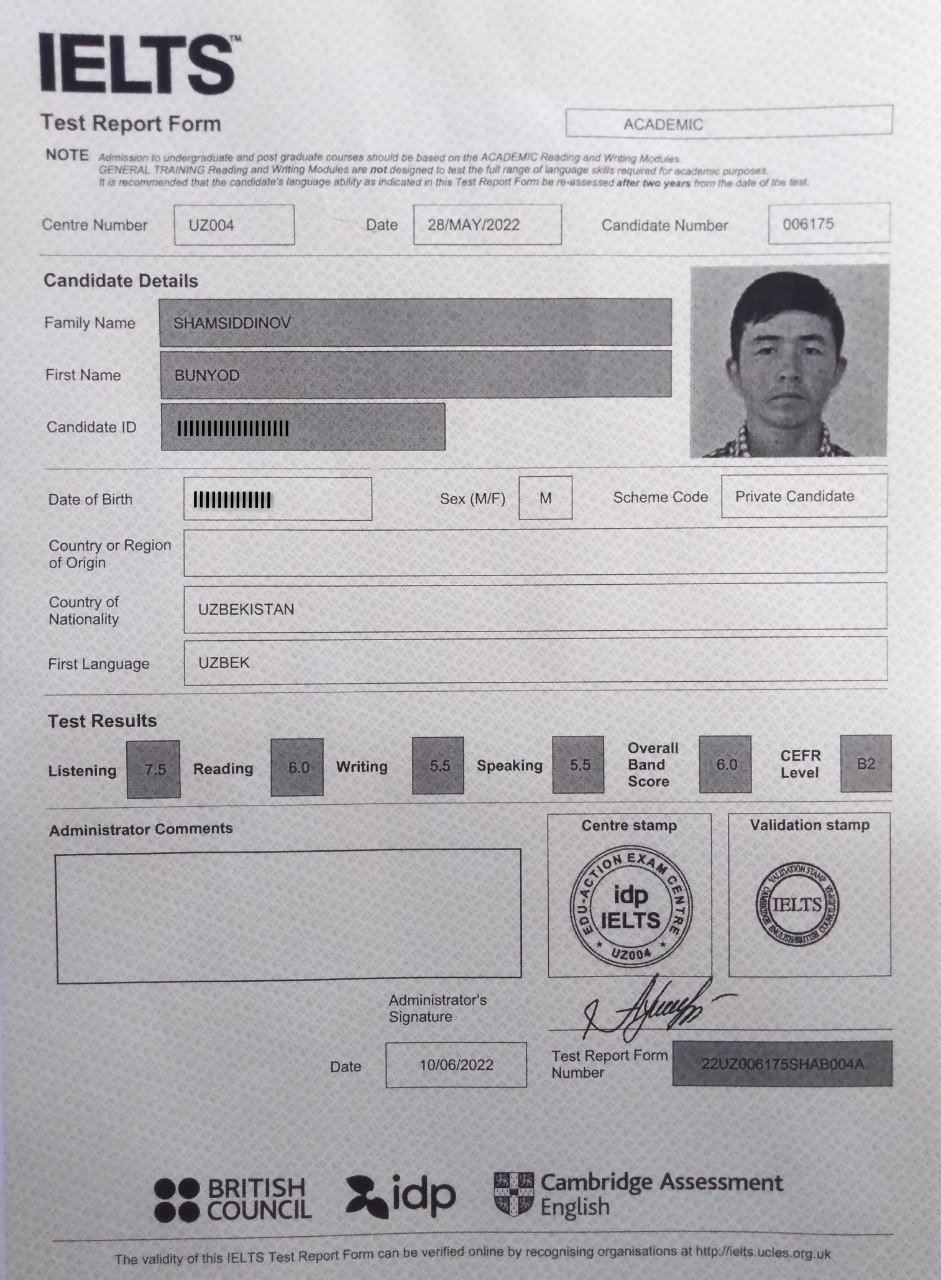 IELTS™
Test Report Form
ACADEMIC
NOTE Admission to undergraduate and post graduate courses should be based on the ACADEMIC Reading and Writing Modules.
GENERAL TRAINING Reading and Writing Modules are not designed to test the full range of language skills required for academic purposes.
It is recommended that the candidate's language ability as indicated in this Test Report Form be re-assessed after two years from the date of the test.
Centre Number UZ004 Date 28/MAY/2022 Candidate Number 006175
Candidate Details
Family Name SHAMSIDDINOV
First Name BUNYOD
Candidate ID
Date of Birth Sex (M/F) M Scheme Code Private Candidate
Country or Region
of Origin
Country of
Nationality
UZBEKISTAN
First Language UZBEK
Test Results
Listening 7.5 Reading 6.0 Writing 5.5 Speaking 5.5
Overall
Band
Score
6.0
CEFR
Level
B2
Administrator Comments
Centre stamp
EDU-ACTION EXAM CENTRE
idp
IELTS
UZ004
Validation stamp
VALIDATION STAMP
IELTS
Administrator's
Signature
Date 10/06/2022
Test Report Form
Number
22UZ006175SHAB004A
BRITISH
COUNCIL
idp
Cambridge Assessment
English
The validity of this IELTS Test Report Form can be verified online by recognising organisations at http://ielts.ucles.org.uk